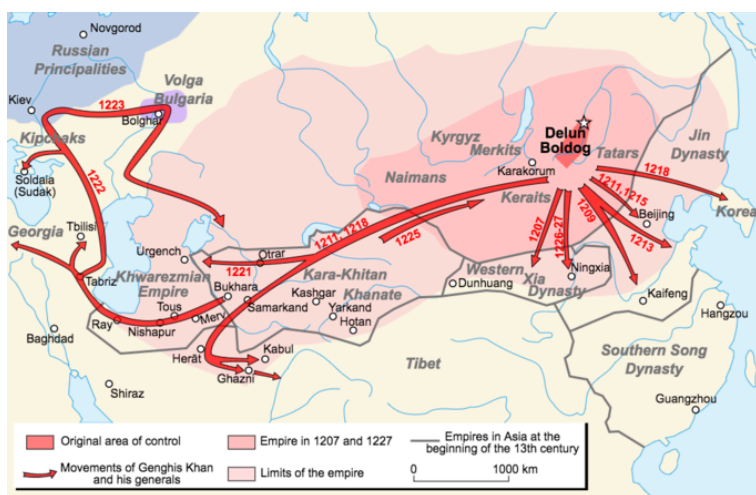 Novgorod
Russian
Principalities
Volga
Bulgaria
Kiev
1223
Bolghar
Kipchaks
Soldaia
(Sudak)
1222
Georgia
Tbilisi
Tabriz
Urgench
Khwarezmian
Empire
Otrar
1221
Bukhara
Samarkand
Ray
Nishapur
Tous
Merv
Baghdad
Herât
Kabul
Ghazni
Shiraz
1211, 1218
1225
Kara-Khitan
Khanate
Kashgar
Yarkand
Hotan
Kyrgyz
Merkits
Naimans
Karakorum
Keraits
Delun
Boldog
Tatars
Jin
Dynasty
1218
1211,1215
1209
1213
1207
1226-27
Korea
Beijing
Western
Xia
Dynasty
Dunhuang
Ningxia
Kaifeng
Hangzou
Tibet
Southern Song
Dynasty
Guangzhou
Original area of control
Empire in 1207 and 1227
Empires in Asia at the
beginning of the 13th century
Movements of Genghis Khan
and his generals
Limits of the empire
0 1000 km